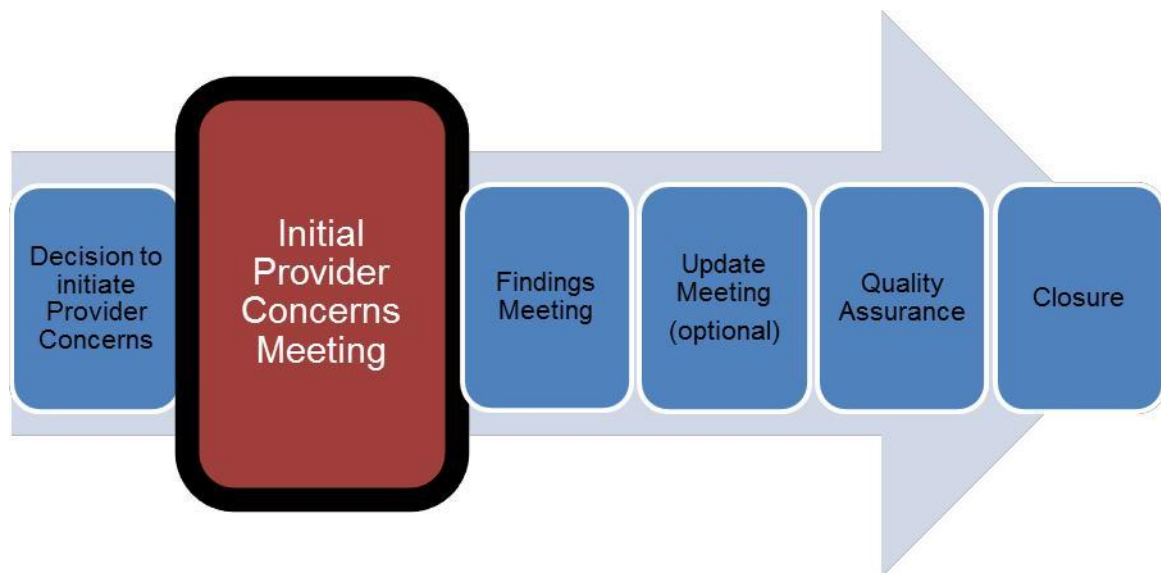 Decision to
initiate
Provider
Concerns
Initial
Provider
Concerns
Meeting
Findings
Meeting
Update
Meeting
(optional)
Quality
Assurance
Closure